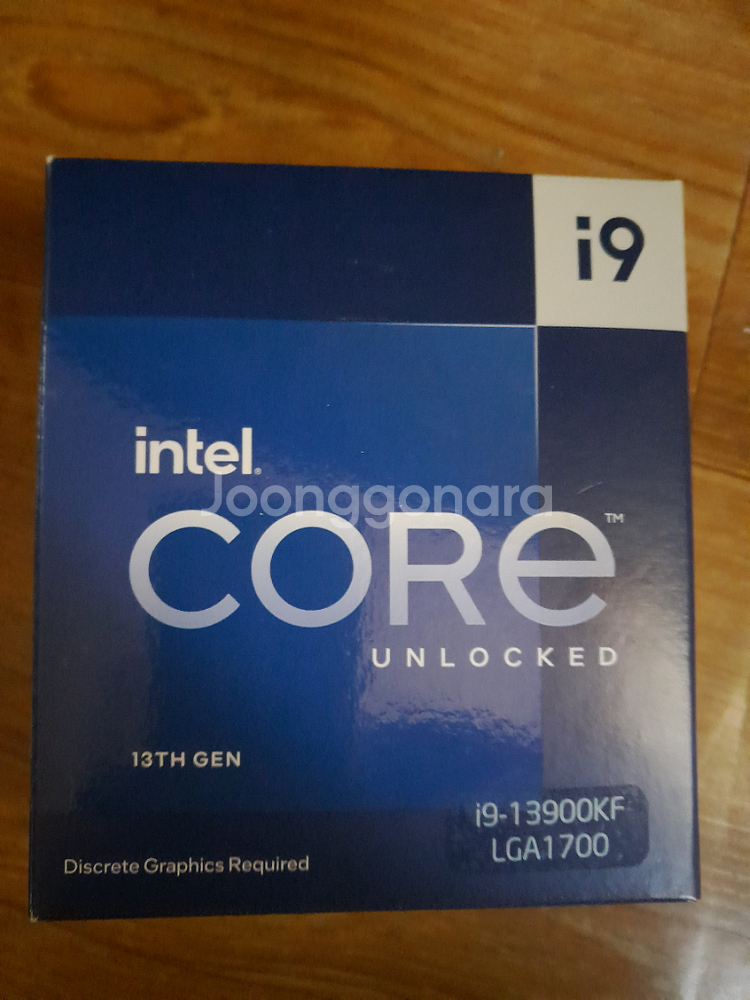 i9
intel.
Joonggonara
CORE™
UNLOCKED
13TH GEN
i9-13900KF
LGA1700
Discrete Graphics Required